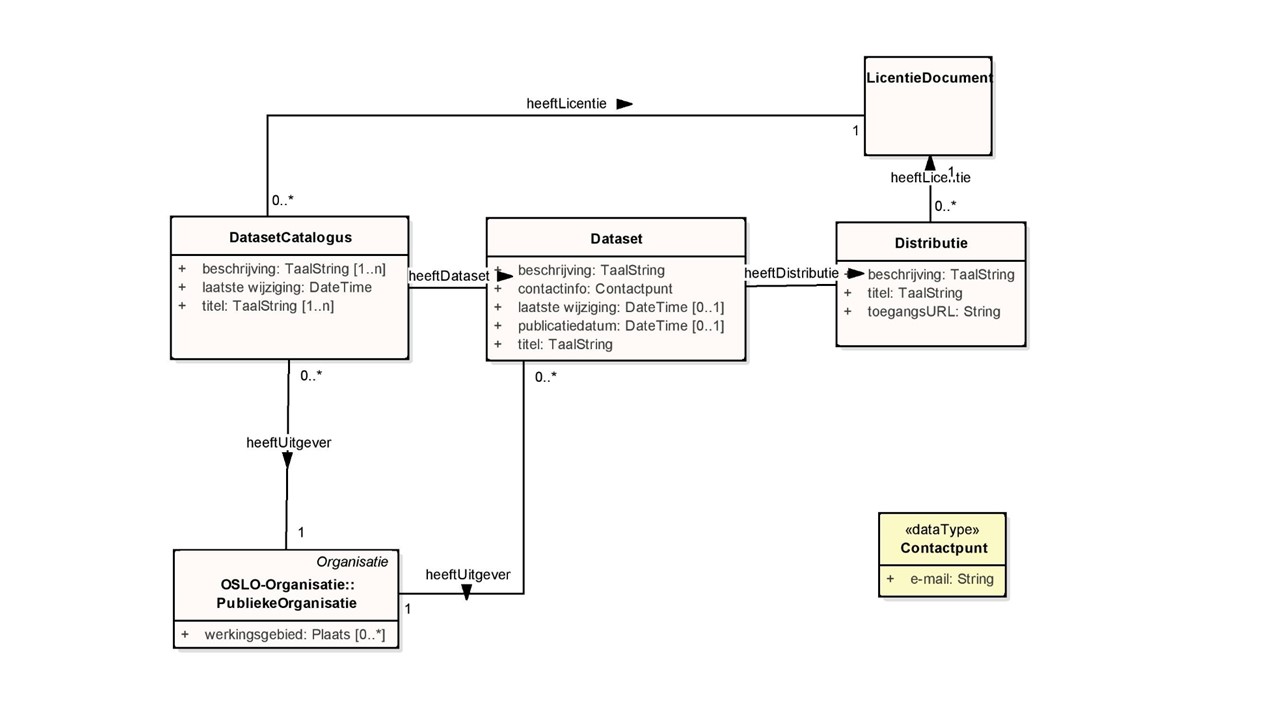 LicentieDocument
heeftLicentie
1
1
heeftLicentie
0..*
0..*
DatasetCatalogus
+ beschrijving: TaalString [1..n]
+ laatste wijziging: DateTime
+ titel: TaalString [1..n]
heeftDataset
Dataset
+ beschrijving: TaalString
+ contactinfo: Contactpunt
+ laatste wijziging: DateTime [0..1]
+ publicatiedatum: DateTime [0..1]
+ titel: TaalString
heeftDistributie
Distributie
+ beschrijving: TaalString
+ titel: TaalString
+ toegangsURL: String
0..*
0..*
heeftUitgever
1
Organisatie
OSLO-Organisatie::
PubliekeOrganisatie
+ werkingsgebied: Plaats [0..*]
heeftUitgever
1
«dataType»
Contactpunt
+ e-mail: String